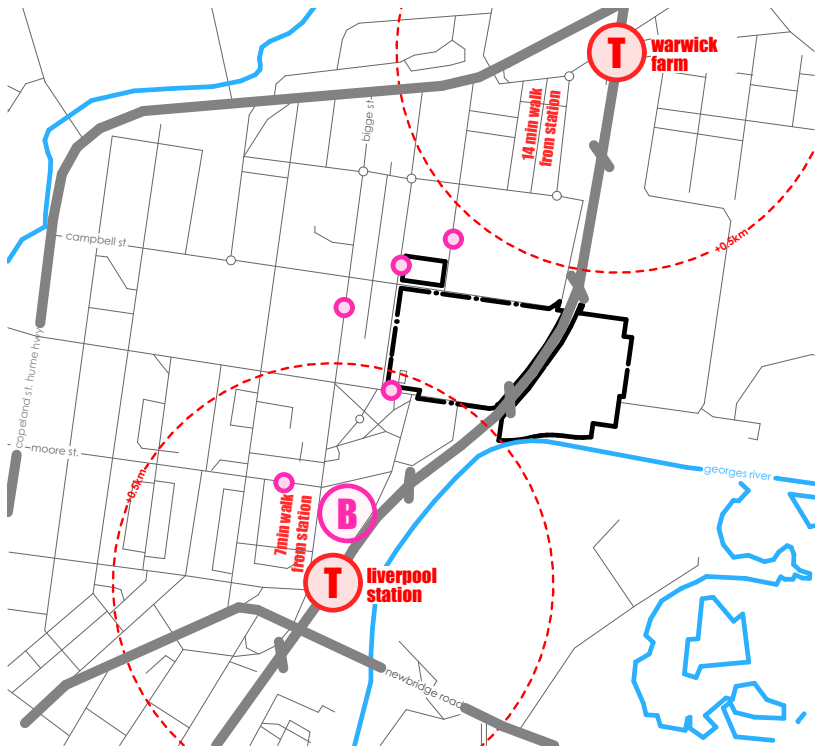 T
warwick
farm
bigge st.
14 min walk
from station
+0.5km
campbell st
copeland st. hume hwy
moore st.
+0.5km
georges river
7min walk
from station
B
T
liverpool
station
newbridge road